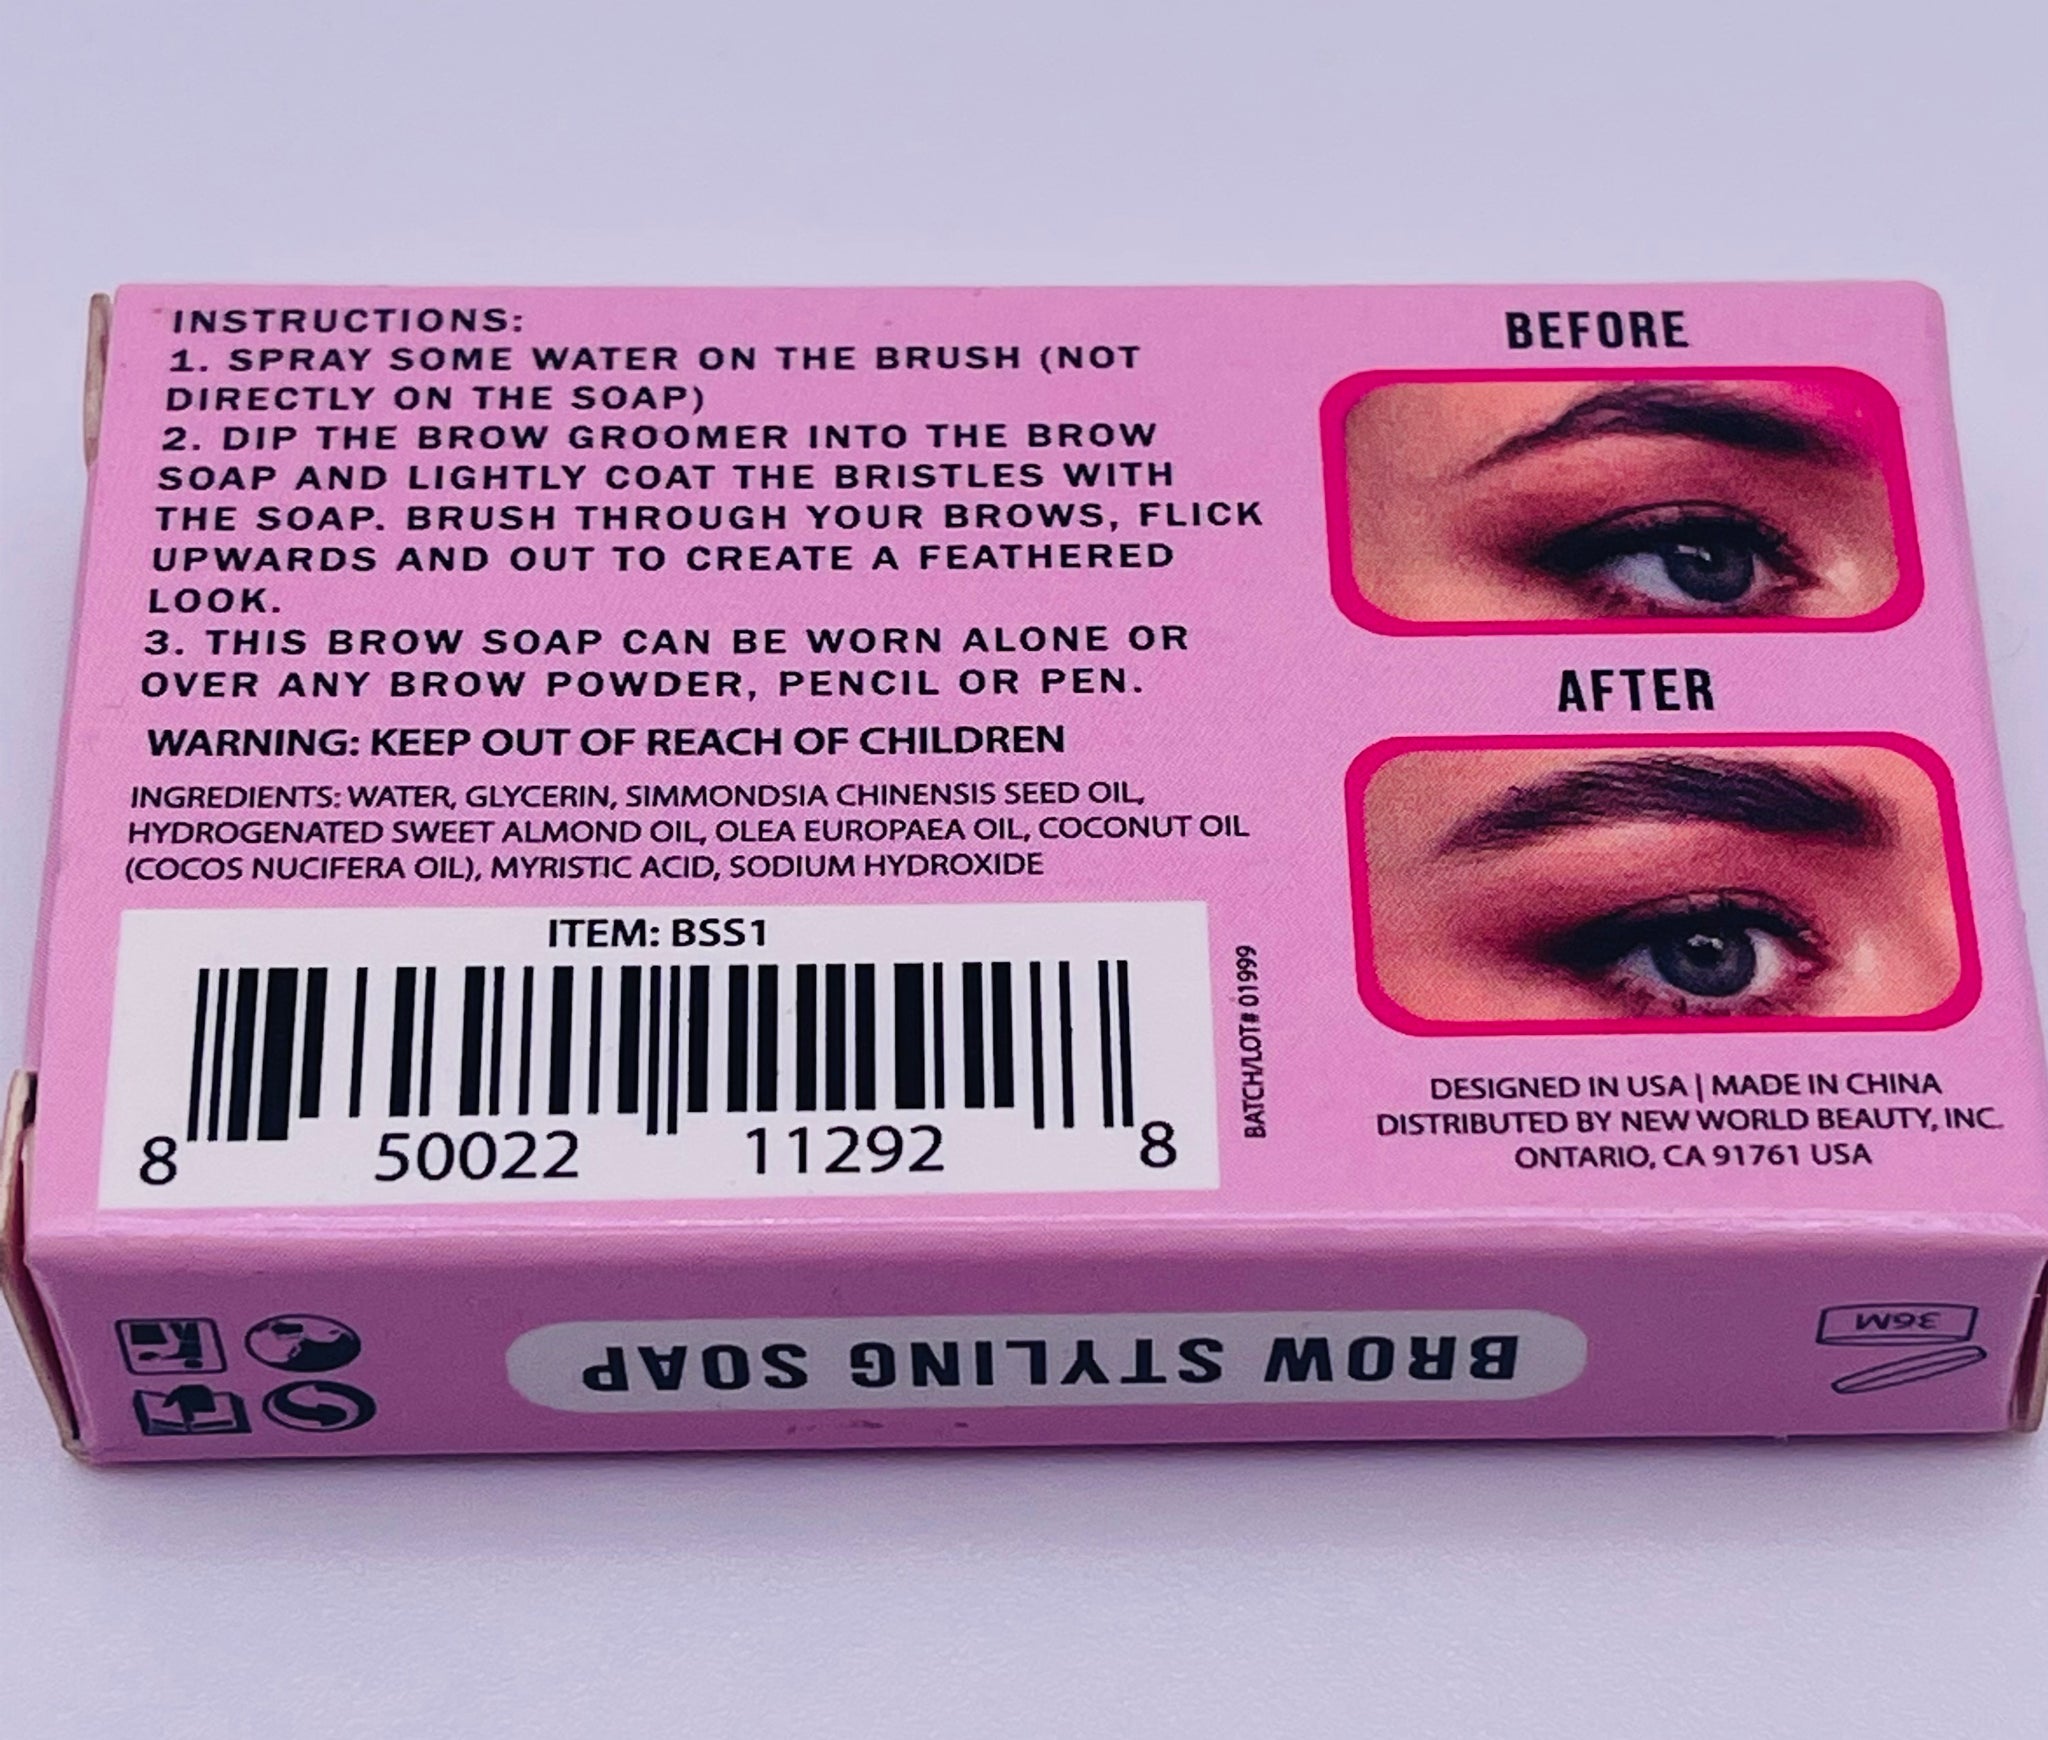 INSTRUCTIONS:
1. SPRAY SOME WATER ON THE BRUSH (NOT
DIRECTLY ON THE SOAP)
2. DIP THE BROW GROOMER INTO THE BROW
SOAP AND LIGHTLY COAT THE BRISTLES WITH
THE SOAP. BRUSH THROUGH YOUR BROWS, FLICK
UPWARDS AND OUT TO CREATE A FEATHERED
LOOK.
3. THIS BROW SOAP CAN BE WORN ALONE OR
OVER ANY BROW POWDER, PENCIL OR PEN.
WARNING: KEEP OUT OF REACH OF CHILDREN
INGREDIENTS: WATER, GLYCERIN, SIMMONDSIA CHINENSIS SEED OIL,
HYDROGENATED SWEET ALMOND OIL, OLEA EUROPAEA OIL, COCONUT OIL
(COCOS NUCIFERA OIL), MYRISTIC ACID, SODIUM HYDROXIDE
ITEM: BSS1
8 50022 11292 8
BATCH/LOT# 01999
BEFORE
AFTER
DESIGNED IN USA | MADE IN CHINA
DISTRIBUTED BY NEW WORLD BEAUTY, INC.
ONTARIO, CA 91761 USA
BROW STYLING SOAP
36M